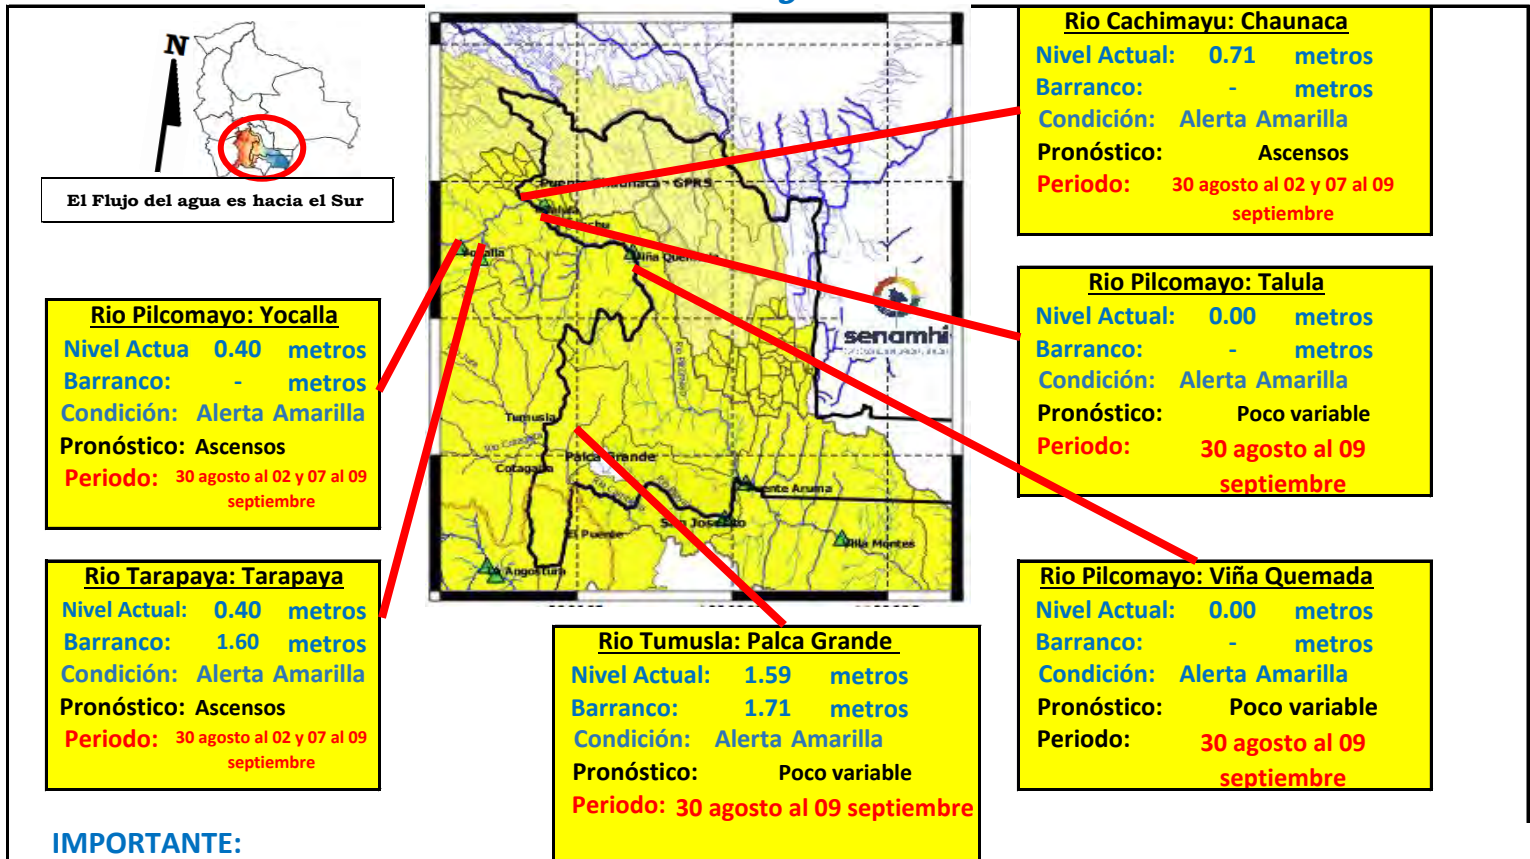 N
El Flujo del agua es hacia el Sur
Rio Pilcomayo: Yocalla
Nivel Actua 0.40 metros
Barranco: - metros
Condición: Alerta Amarilla
Pronóstico: Ascensos
Periodo: 30 agosto al 02 y 07 al 09
septiembre
Rio Tarapaya: Tarapaya
Nivel Actual: 0.40 metros
Barranco: 1.60 metros
Condición: Alerta Amarilla
Pronóstico: Ascensos
Periodo: 30 agosto al 02 y 07 al 09
septiembre
IMPORTANTE:
Puente Chaunaca - GPRS
Talula
Yocalla
Viña Quemada
senamhi
Tumusla
Palca Grande
Cotagaita
San Josecito
El Puente
Villa Montes
La Angostura
Rio Tumusla: Palca Grande
Nivel Actual: 1.59 metros
Barranco: 1.71 metros
Condición: Alerta Amarilla
Pronóstico: Poco variable
Periodo: 30 agosto al 09 septiembre
Rio Cachimayu: Chaunaca
Nivel Actual: 0.71 metros
Barranco: - metros
Condición: Alerta Amarilla
Pronóstico: Ascensos
Periodo: 30 agosto al 02 y 07 al 09
septiembre
Rio Pilcomayo: Talula
Nivel Actual: 0.00 metros
Barranco: - metros
Condición: Alerta Amarilla
Pronóstico: Poco variable
Periodo: 30 agosto al 09
septiembre
Rio Pilcomayo: Viña Quemada
Nivel Actual: 0.00 metros
Barranco: - metros
Condición: Alerta Amarilla
Pronóstico: Poco variable
Periodo: 30 agosto al 09
septiembre